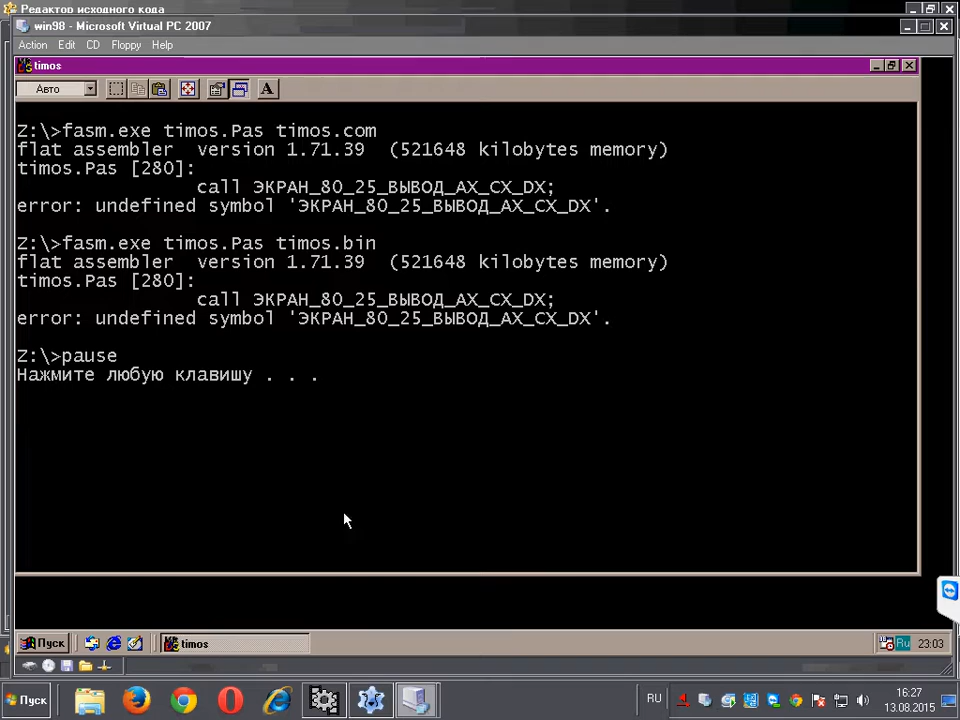 Редактор исходного кода
win98 - Microsoft Virtual PC 2007
Action Edit CD Floppy Help
timos
Авто
A
Z:\>fasm.exe timos.Pas timos.com
flat assembler  version 1.71.39  (521648 kilobytes memory)
timos.Pas [280]:
call ЭКРАН_80_25_ВЫВОД_AX_CX_DX;
error: undefined symbol 'ЭКРАН_80_25_ВЫВОД_AX_CX_DX'.
Z:\>fasm.exe timos.Pas timos.bin
flat assembler  version 1.71.39  (521648 kilobytes memory)
timos.Pas [280]:
call ЭКРАН_80_25_ВЫВОД_AX_CX_DX;
error: undefined symbol 'ЭКРАН_80_25_ВЫВОД_AX_CX_DX'.
Z:\>pause
Нажмите любую клавишу . . .
Пуск timos Ru 23:03
Пуск RU 16:27
13.08.2015